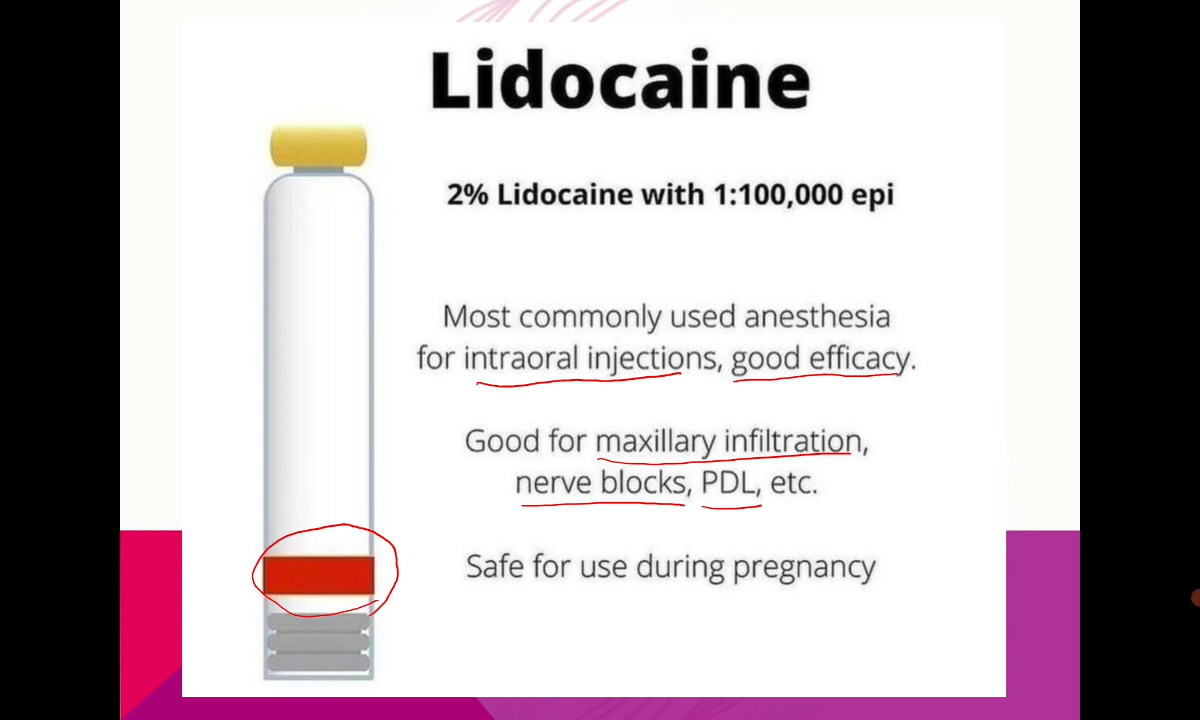 Lidocaine
2% Lidocaine with 1:100,000 epi
Most commonly used anesthesia
for intraoral injections, good efficacy.
Good for maxillary infiltration,
nerve blocks, PDL, etc.
Safe for use during pregnancy